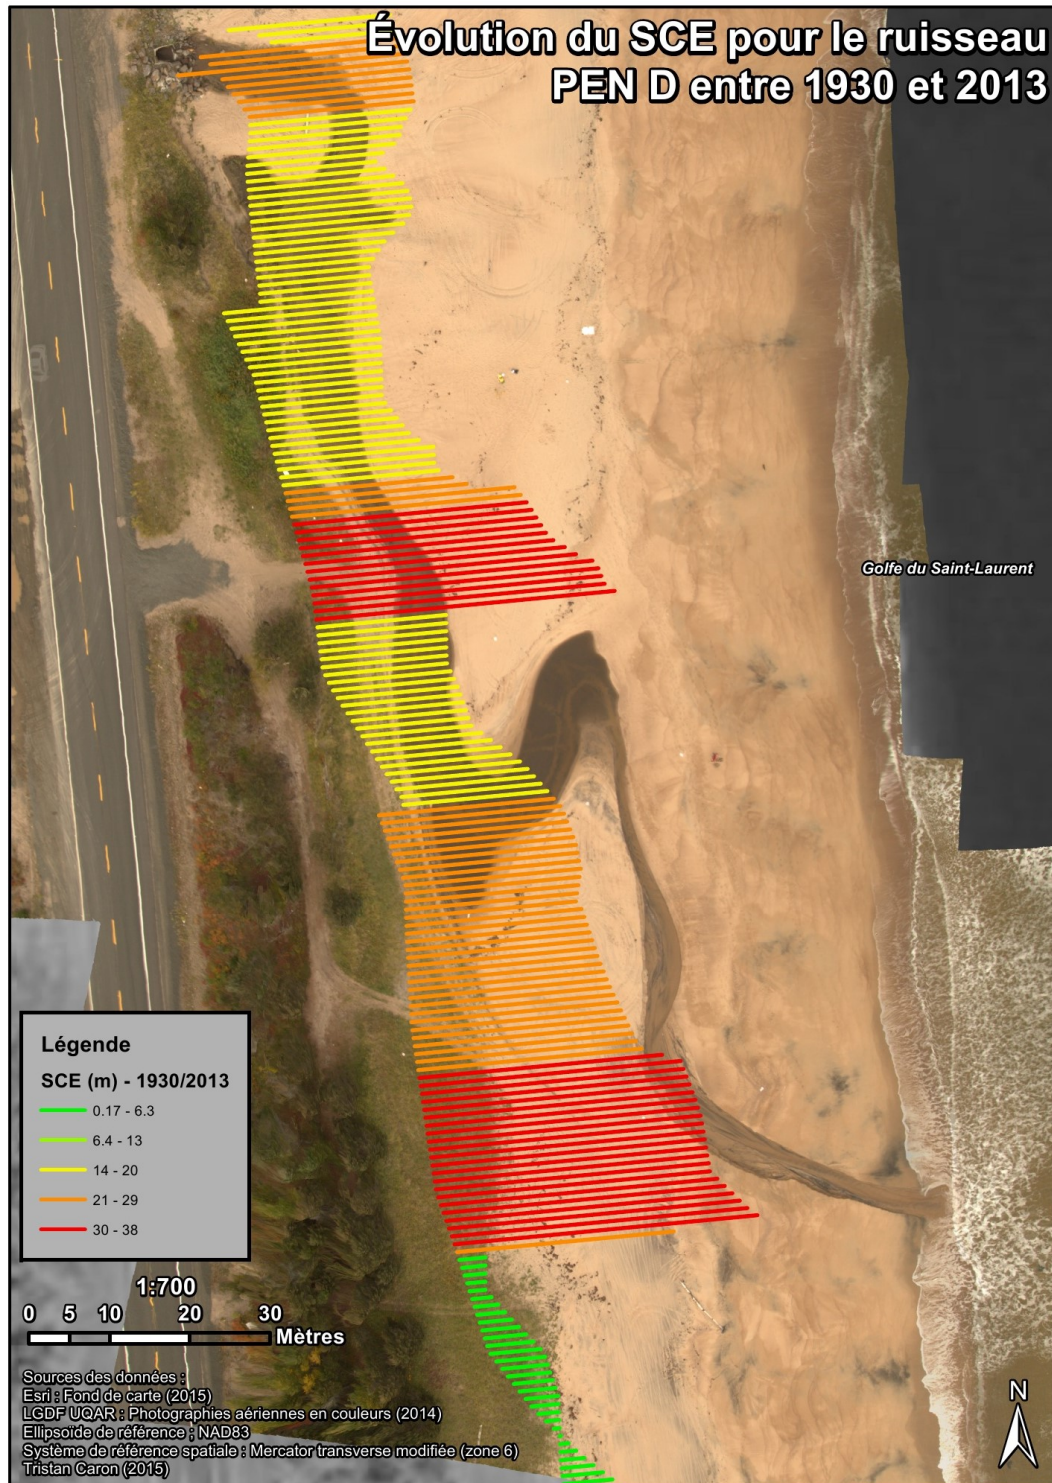 Évolution du SCE pour le ruisseau
PEN D entre 1930 et 2013
Golfe du Saint-Laurent
Légende
SCE (m) - 1930/2013
0.17 - 6.3
6.4 - 13
14 - 20
21 - 29
30 - 38
1:700
0 5 10 20 30
Mètres
Sources des données :
Esri : Fond de carte (2015)
LGDF UQAR : Photographies aériennes en couleurs (2014)
Ellipsoïde de référence : NAD83
Système de référence spatiale : Mercator transverse modifiée (zone 6)
Tristan Caron (2015)
N